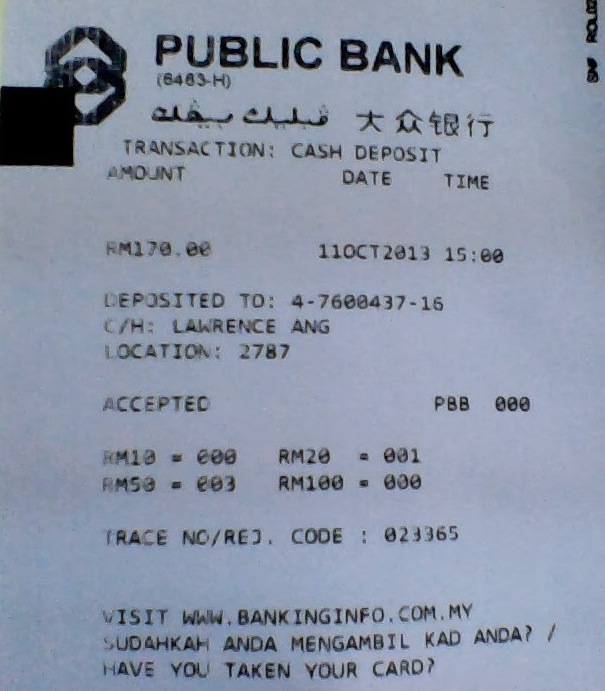 PUBLIC BANK
(6463-H)
ڤبليك بيڠك 大众银行
TRANSACTION: CASH DEPOSIT
AMOUNT DATE TIME
RM170.00 11OCT2013 15:00
DEPOSITED TO: 4-7600437-16
C/H: LAWRENCE ANG
LOCATION: 2787
ACCEPTED PBB 000
RM10 = 000 RM20 = 001
RM50 = 003 RM100 = 000
TRACE NO/REJ. CODE : 023365
VISIT WWW.BANKINGINFO.COM.MY
SUDAHKAH ANDA MENGAMBIL KAD ANDA? /
HAVE YOU TAKEN YOUR CARD?